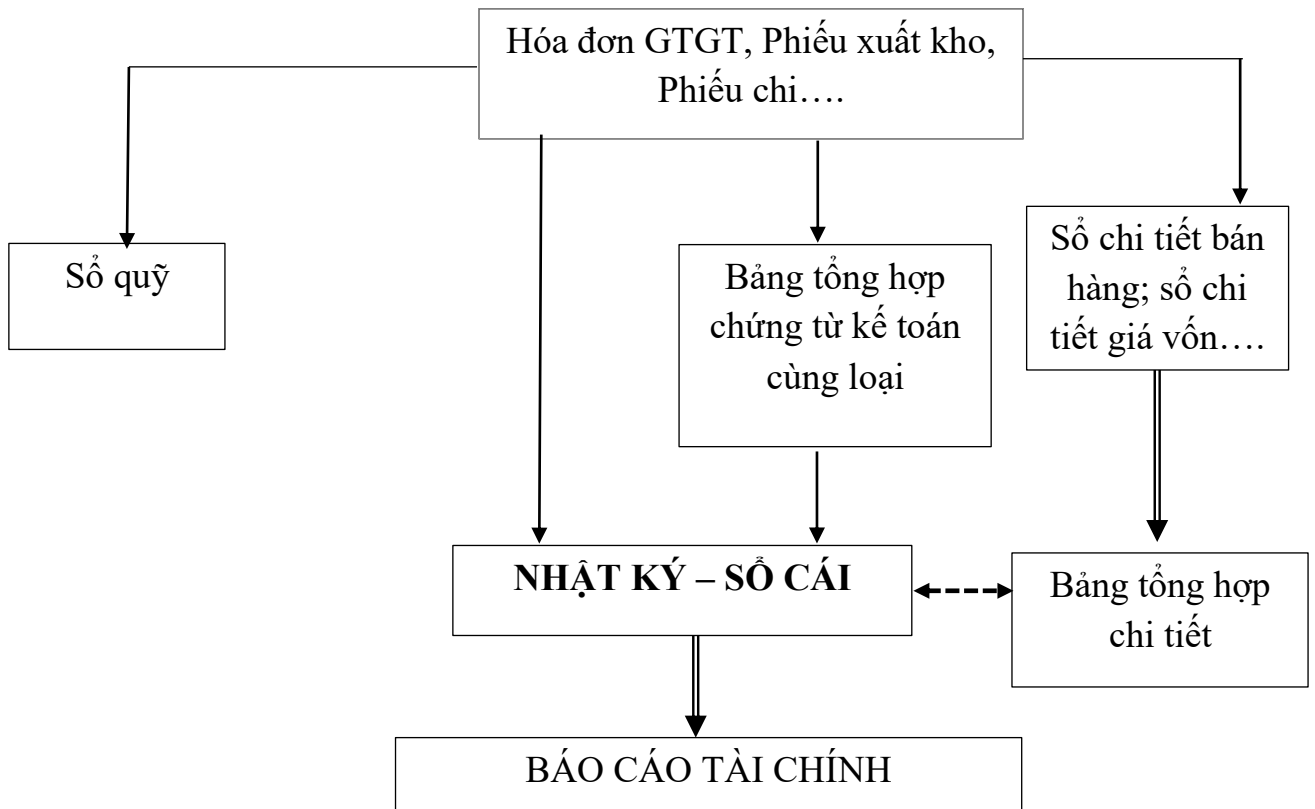 Hóa đơn GTGT, Phiếu xuất kho,
Phiếu chi….
Sổ quỹ
Bảng tổng hợp
chứng từ kế toán
cùng loại
Sổ chi tiết bán
hàng; sổ chi
tiết giá vốn….
NHẬT KÝ – SỔ CÁI
Bảng tổng hợp
chi tiết
BÁO CÁO TÀI CHÍNH